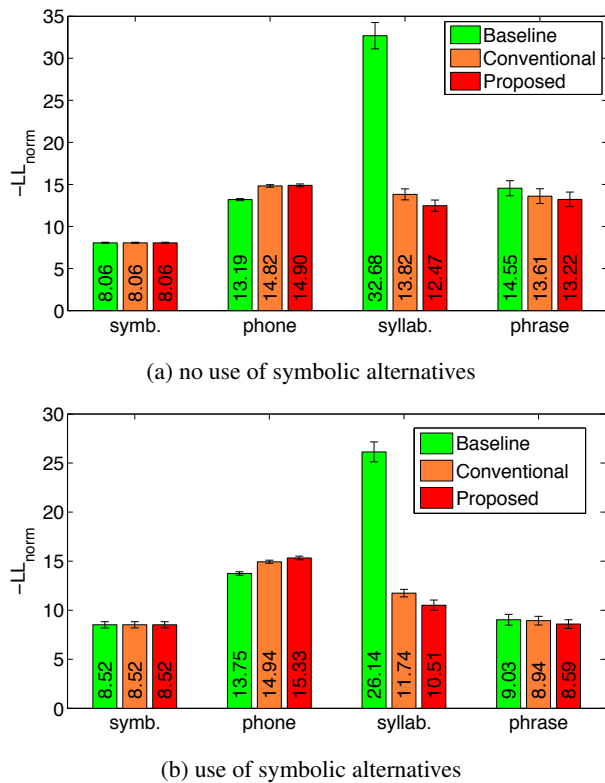 35
30
25
20
15
10
5
0
-LLnorm
Baseline
Conventional
Proposed
8.06
8.06
8.06
13.19
14.82
14.90
32.68
13.82
12.47
14.55
13.61
13.22
symb.
phone
syllab.
phrase
(a) no use of symbolic alternatives
30
25
20
15
10
5
0
-LLnorm
Baseline
Conventional
Proposed
8.52
8.52
8.52
13.75
14.94
15.33
26.14
11.74
10.51
9.03
8.94
8.59
symb.
phone
syllab.
phrase
(b) use of symbolic alternatives